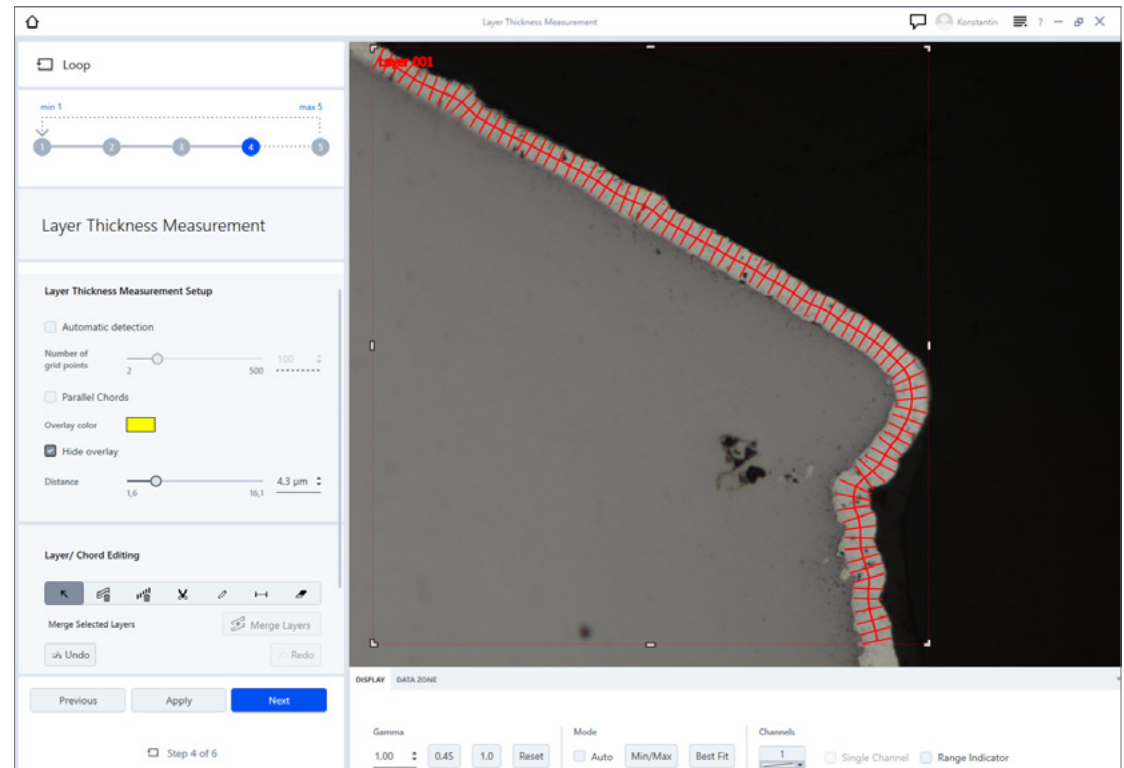 Layer Thickness Measurement
Konstantin
?
Loop
min 1
max 5
1 2 3 4 5
Layer Thickness Measurement
Layer Thickness Measurement Setup
Automatic detection
Number of
grid points
100
2
500
Parallel Chords
Overlay color
Hide overlay
Distance
4.3 µm
1,6
16,1
Layer/ Chord Editing
Merge Selected Layers
Merge Layers
Undo
Redo
Previous
Apply
Next
Step 4 of 6
Layer 001
DISPLAY DATA ZONE
Gamma
1.00
0.45
1.0
Reset
Mode
Auto
Min/Max
Best Fit
Channels
1
Single Channel
Range Indicator